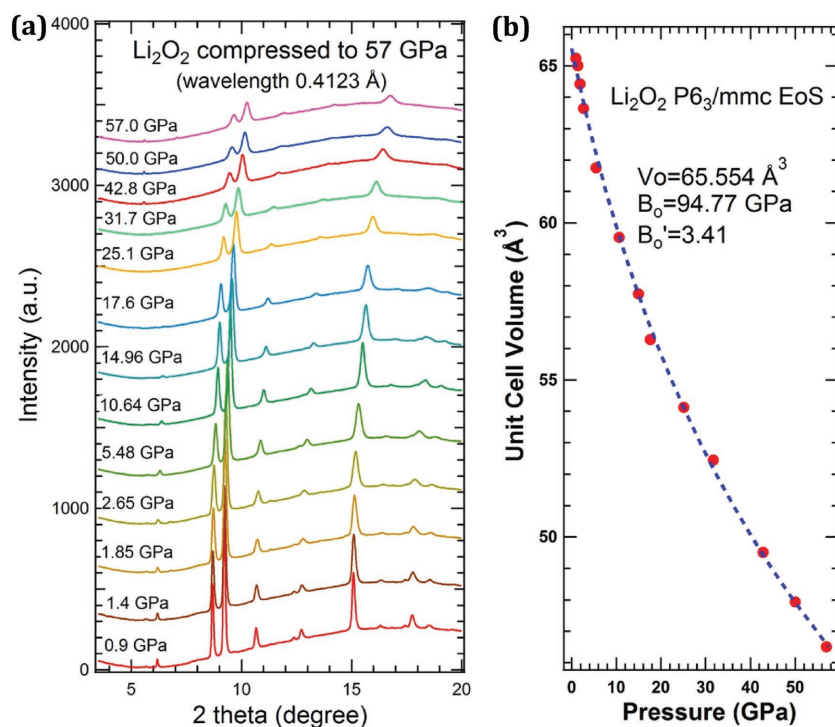 (a)
Li₂O₂ compressed to 57 GPa
(wavelength 0.4123 Å)
4000
3000
2000
1000
0
Intensity (a.u.)
57.0 GPa
50.0 GPa
42.8 GPa
31.7 GPa
25.1 GPa
17.6 GPa
14.96 GPa
10.64 GPa
5.48 GPa
2.65 GPa
1.85 GPa
1.4 GPa
0.9 GPa
5 10 15 20
2 theta (degree)
(b)
Li₂O₂ P6₃/mmc EoS
Vo=65.554 Å³
Bₒ=94.77 GPa
Bₒ'=3.41
65
60
55
50
Unit Cell Volume (Å³)
0 10 20 30 40 50
Pressure (GPa)